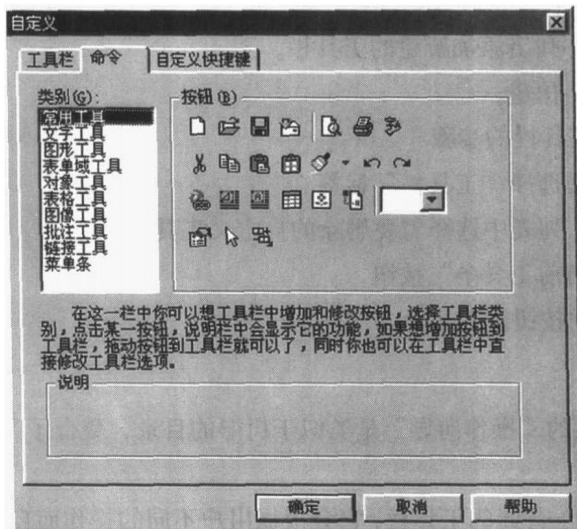 自定义
工具栏 命令 自定义快捷键
类别(G):
常用工具
文字工具
图形工具
表单域工具
对象工具
表格工具
图像工具
批注工具
链接工具
菜单条
按钮(B)
在这一栏中你可以想工具栏中增加和修改按钮，选择工具栏类
别，点击某一按钮，说明栏中会显示它的功能，如果想增加按钮到
工具栏，拖动按钮到工具栏就可以了，同时你也可以在工具栏中直
接修改工具栏选项。
说明
确定 取消 帮助